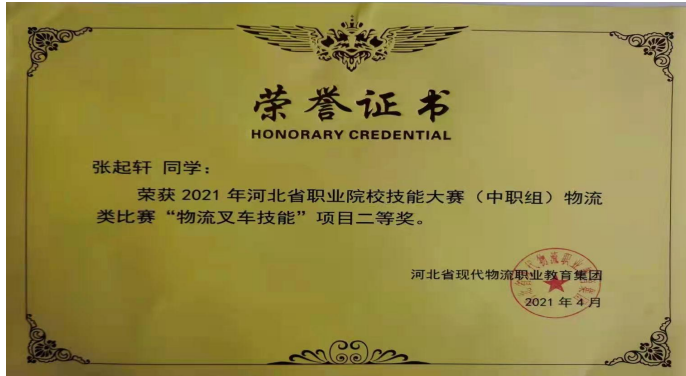 荣誉证书
HONORARY CREDENTIAL
张起轩 同学：
荣获 2021 年河北省职业院校技能大赛（中职组）物流
类比赛“物流叉车技能”项目二等奖。
河北省现代物流职业教育集团
2021 年 4 月